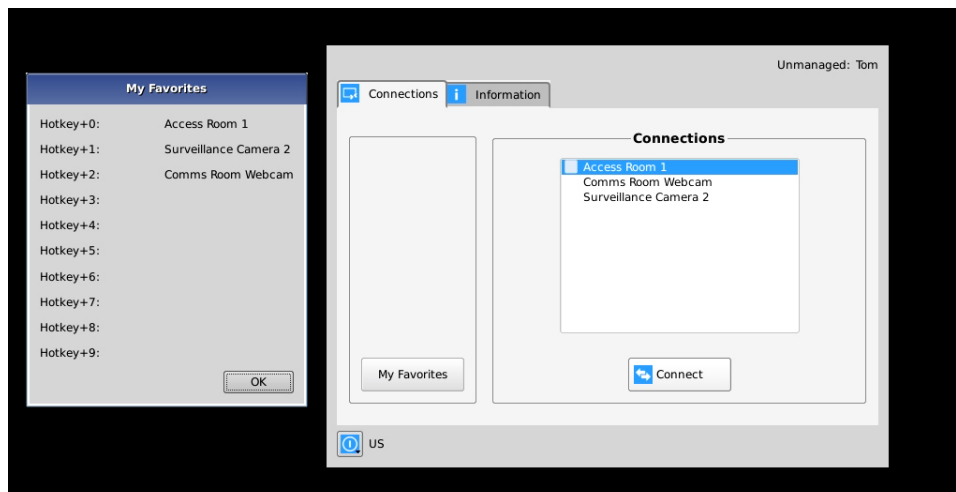 My Favorites
Hotkey+0: Access Room 1
Hotkey+1: Surveillance Camera 2
Hotkey+2: Comms Room Webcam
Hotkey+3:
Hotkey+4:
Hotkey+5:
Hotkey+6:
Hotkey+7:
Hotkey+8:
Hotkey+9:
OK
Unmanaged: Tom
Connections
Information
Connections
Access Room 1
Comms Room Webcam
Surveillance Camera 2
My Favorites
Connect
US